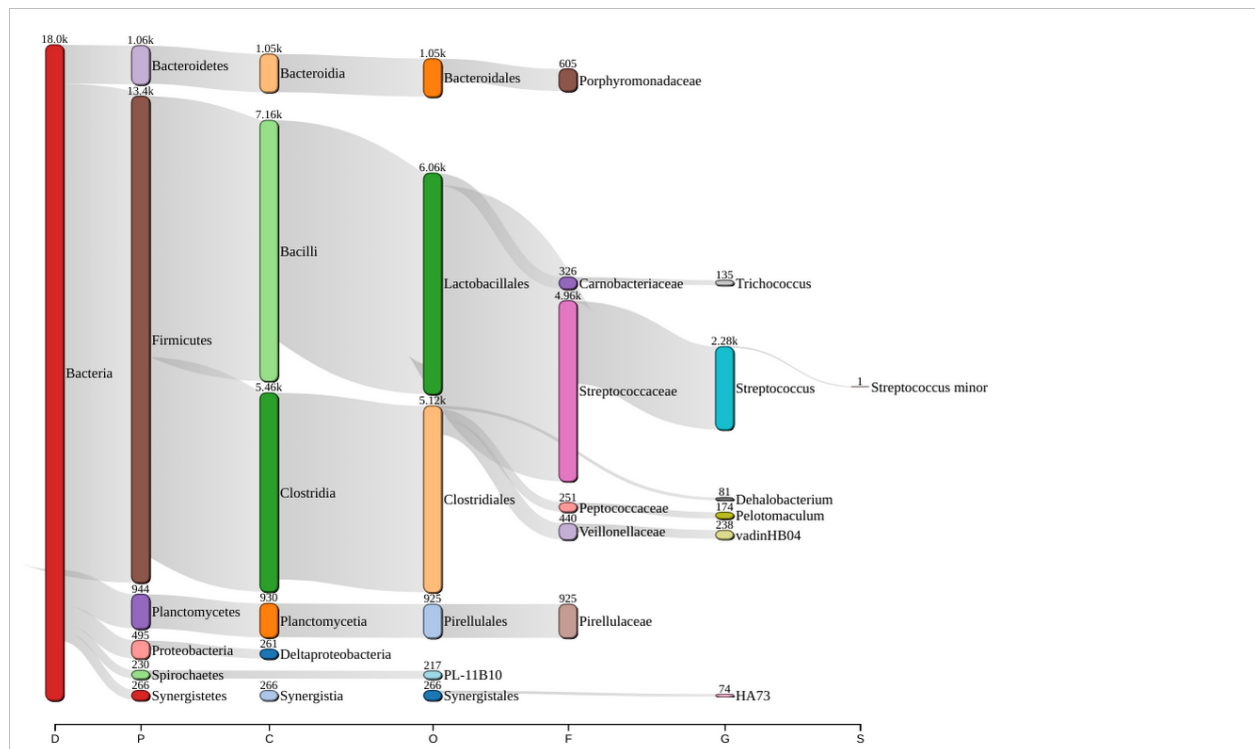 18.0k
Bacteria
1.06k
Bacteroidetes
13.4k
Firmicutes
944
Planctomycetes
495
Proteobacteria
230
Spirochaetes
266
Synergistetes
1.05k
Bacteroidia
7.16k
Bacilli
5.46k
Clostridia
930
Planctomycetia
261
Deltaproteobacteria
266
Synergistia
1.05k
Bacteroidales
6.06k
Lactobacillales
5.12k
Clostridiales
925
Pirellulales
217
PL-11B10
266
Synergistales
605
Porphyromonadaceae
326
Carnobacteriaceae
4.96k
Streptococcaceae
251
Peptococcaceae
440
Veillonellaceae
925
Pirellulaceae
135
Trichococcus
2.28k
Streptococcus
81
Dehalobacterium
174
Pelotomaculum
238
vadinHB04
74
HA73
1
Streptococcus minor
D P C O F G S